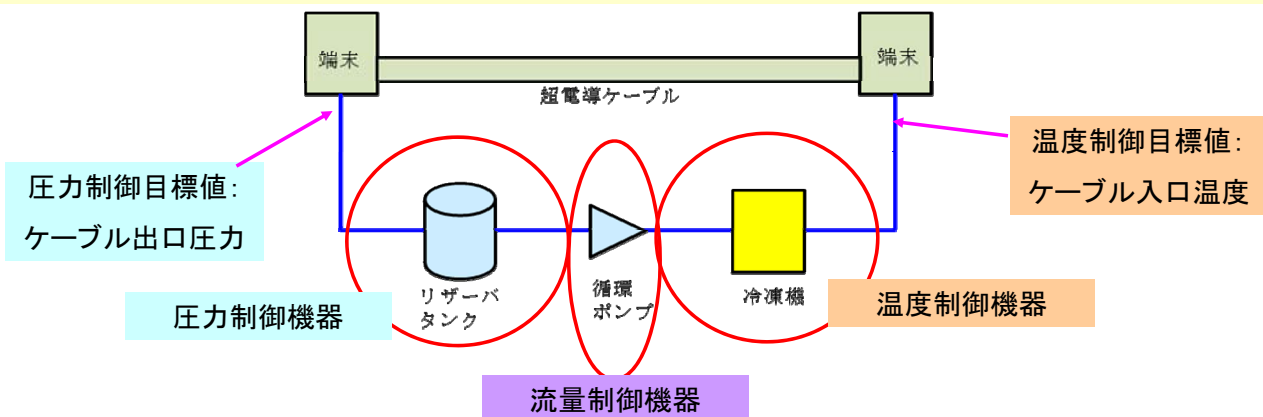 端末
端末
超電導ケーブル
圧力制御目標値：
ケーブル出口圧力
温度制御目標値：
ケーブル入口温度
リザーバ
タンク
循環
ポンプ
冷凍機
圧力制御機器
温度制御機器
流量制御機器